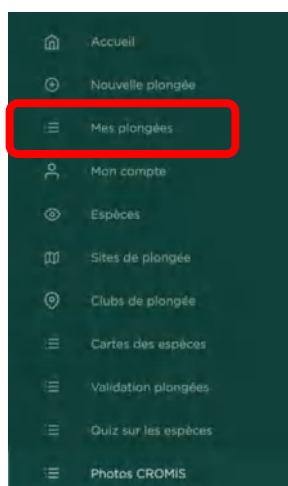 Accueil
Nouvelle plongée
Mes plongées
Mon compte
Espèces
Sites de plongée
Clubs de plongée
Cartes des espèces
Validation plongées
Quiz sur les espèces
Photos CROMIS